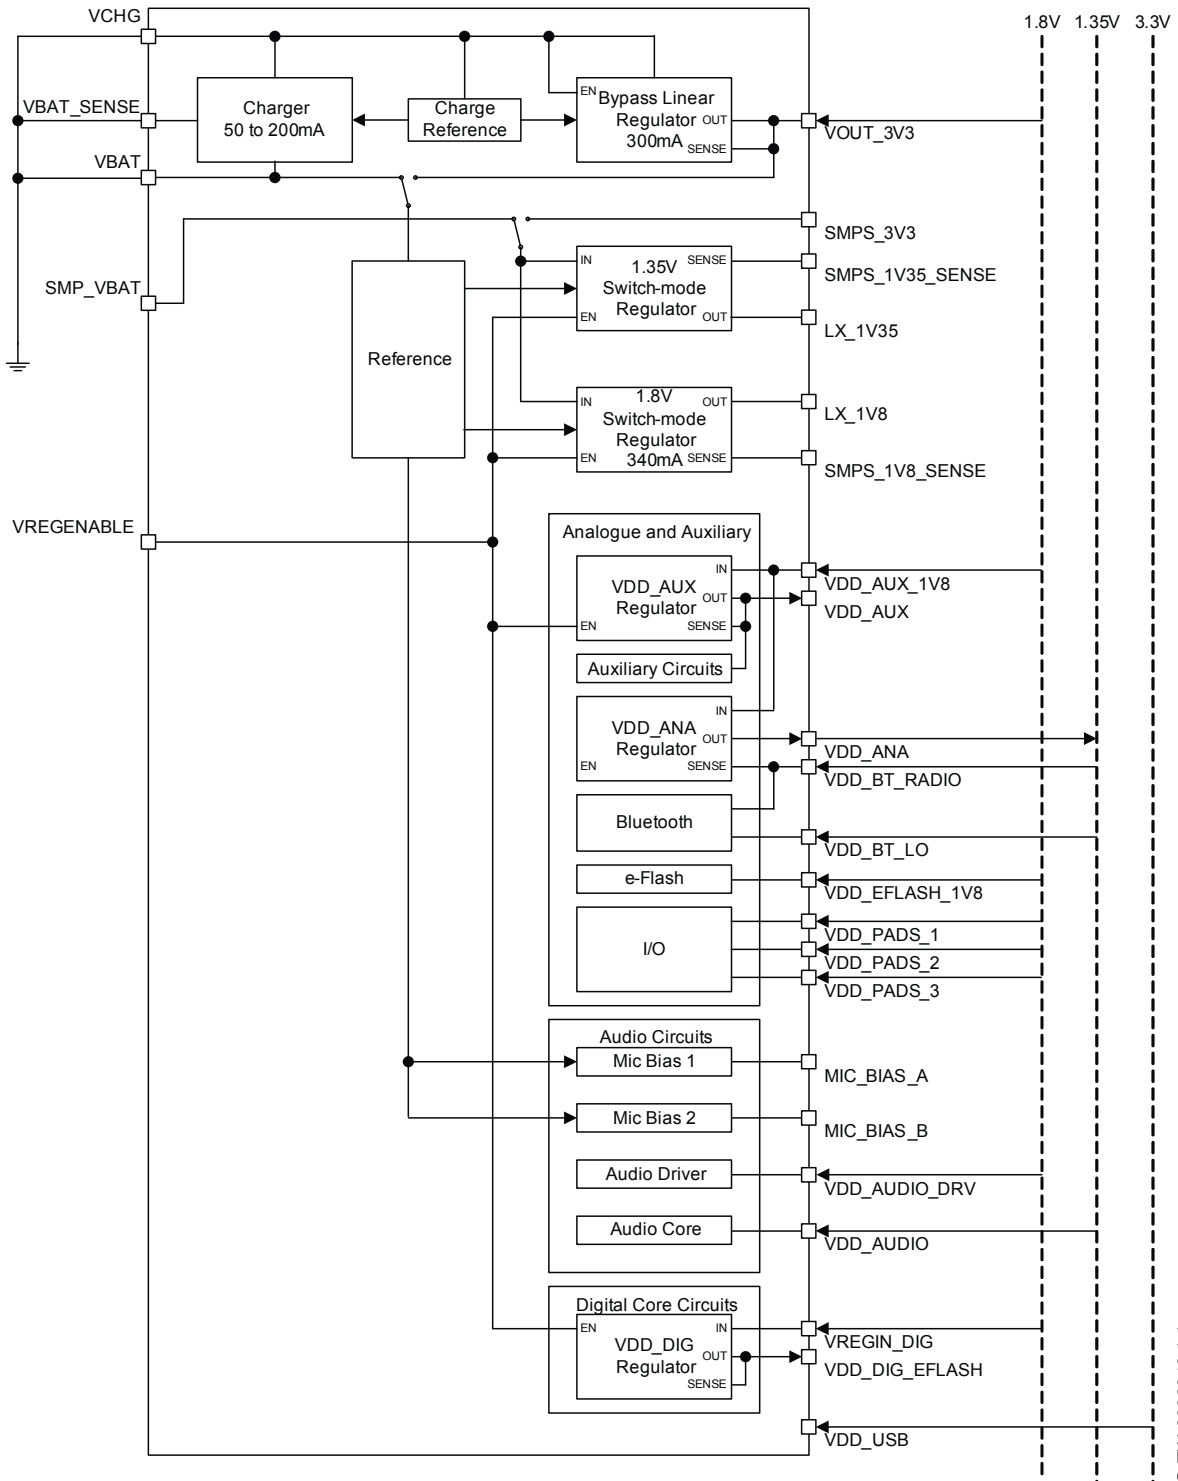 VCHG
1.8V 1.35V 3.3V
VBAT_SENSE
Charger
50 to 200mA
Charge
Reference
EN
Bypass Linear
Regulator
300mA
OUT
SENSE
VOUT_3V3
VBAT
SMPS_3V3
SMP_VBAT
IN
1.35V
Switch-mode
Regulator
SENSE
EN
OUT
SMPS_1V35_SENSE
LX_1V35
Reference
IN
1.8V
Switch-mode
Regulator
340mA
OUT
EN
SENSE
LX_1V8
SMPS_1V8_SENSE
VREGENABLE
Analogue and Auxiliary
IN
VDD_AUX
Regulator
OUT
EN
SENSE
VDD_AUX_1V8
VDD_AUX
Auxiliary Circuits
IN
VDD_ANA
Regulator
OUT
EN
SENSE
VDD_ANA
VDD_BT_RADIO
Bluetooth
VDD_BT_LO
e-Flash
VDD_EFLASH_1V8
I/O
VDD_PADS_1
VDD_PADS_2
VDD_PADS_3
Audio Circuits
Mic Bias 1
MIC_BIAS_A
Mic Bias 2
MIC_BIAS_B
Audio Driver
VDD_AUDIO_DRV
Audio Core
VDD_AUDIO
Digital Core Circuits
EN
IN
VDD_DIG
Regulator
OUT
SENSE
VREGIN_DIG
VDD_DIG_EFLASH
VDD_USB